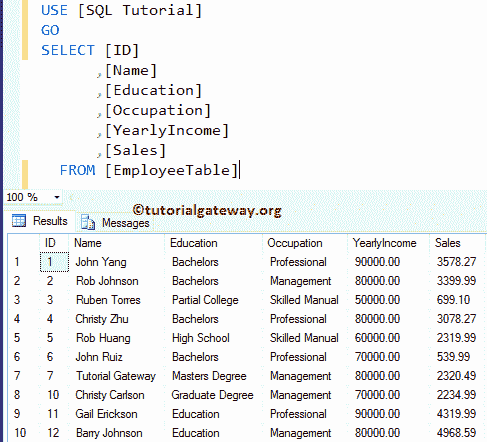 USE [SQL Tutorial]
GO
SELECT [ID]
,[Name]
,[Education]
,[Occupation]
,[YearlyIncome]
,[Sales]
FROM [EmployeeTable]
100 %
©tutorialgateway.org
Results Messages
ID Name Education Occupation YearlyIncome Sales
1 1 John Yang Bachelors Professional 90000.00 3578.27
2 2 Rob Johnson Bachelors Management 80000.00 3399.99
3 3 Ruben Torres Partial College Skilled Manual 50000.00 699.10
4 4 Christy Zhu Bachelors Professional 80000.00 3078.27
5 5 Rob Huang High School Skilled Manual 60000.00 2319.99
6 6 John Ruiz Bachelors Professional 70000.00 539.99
7 7 Tutorial Gateway Masters Degree Management 80000.00 2320.49
8 10 Christy Carlson Graduate Degree Management 70000.00 2234.99
9 11 Gail Erickson Education Professional 90000.00 4319.99
10 12 Barry Johnson Education Management 80000.00 4968.59